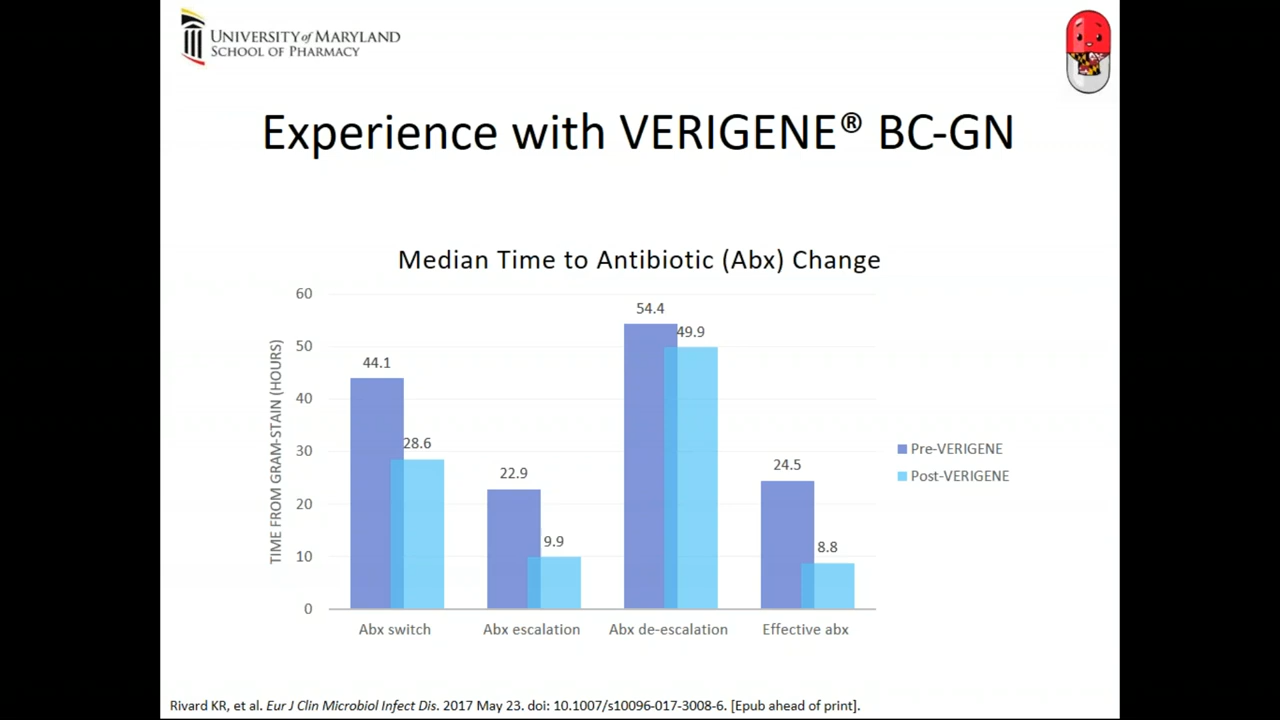 UNIVERSITY of MARYLAND
SCHOOL OF PHARMACY
Experience with VERIGENE® BC-GN
Median Time to Antibiotic (Abx) Change
TIME FROM GRAM-STAIN (HOURS)
60
50
40
30
20
10
0
44.1
28.6
22.9
9.9
54.4
49.9
24.5
8.8
Abx switch
Abx escalation
Abx de-escalation
Effective abx
Pre-VERIGENE
Post-VERIGENE
Rivard KR, et al. Eur J Clin Microbiol Infect Dis. 2017 May 23. doi: 10.1007/s10096-017-3008-6. [Epub ahead of print].